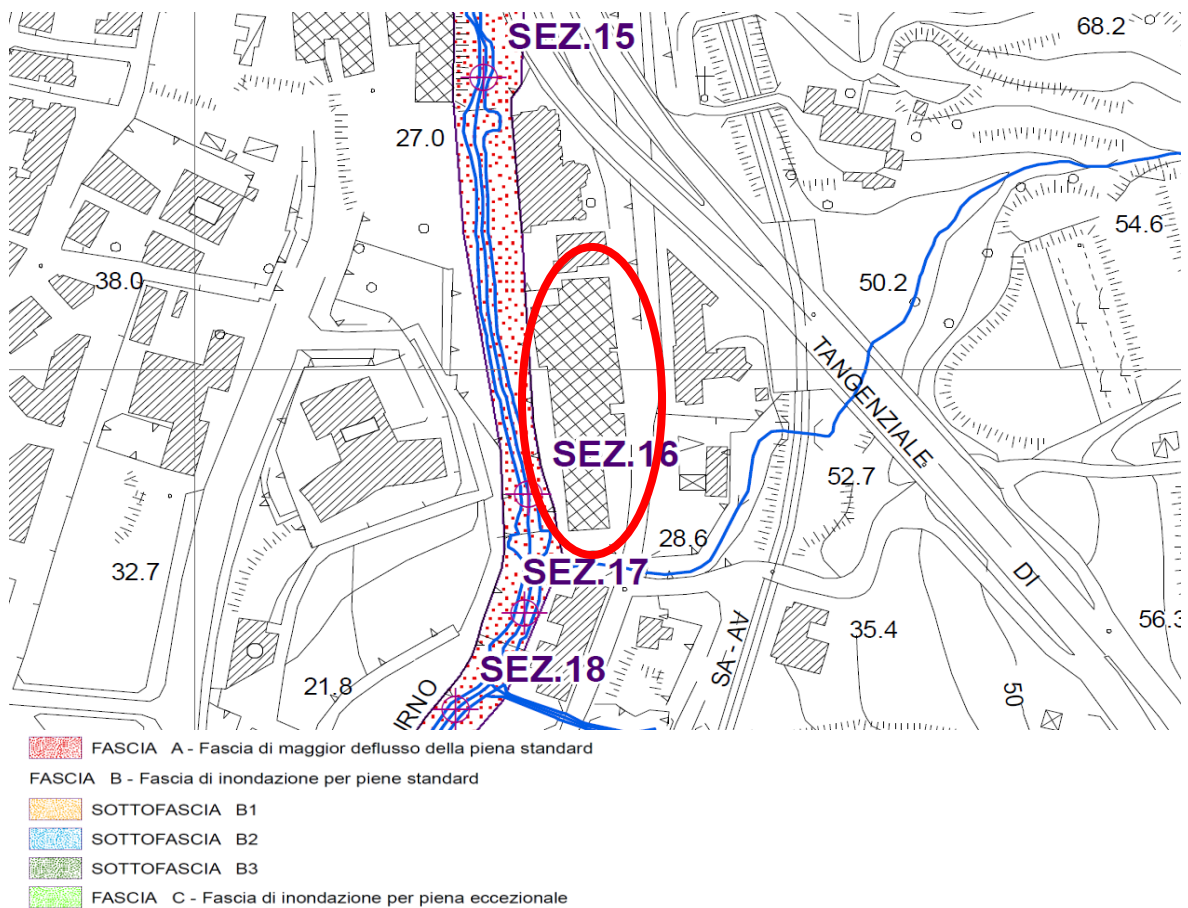 SEZ.15
68.2
27.0
54.6
38.0
50.2
TANGENZIALE
SEZ.16
52.7
28.6
32.7
SEZ.17
DI
56.3
35.4
SA - AV
SEZ.18
21.8
50
IRNO
FASCIA A - Fascia di maggior deflusso della piena standard
FASCIA B - Fascia di inondazione per piene standard
SOTTOFASCIA B1
SOTTOFASCIA B2
SOTTOFASCIA B3
FASCIA C - Fascia di inondazione per piena eccezionale